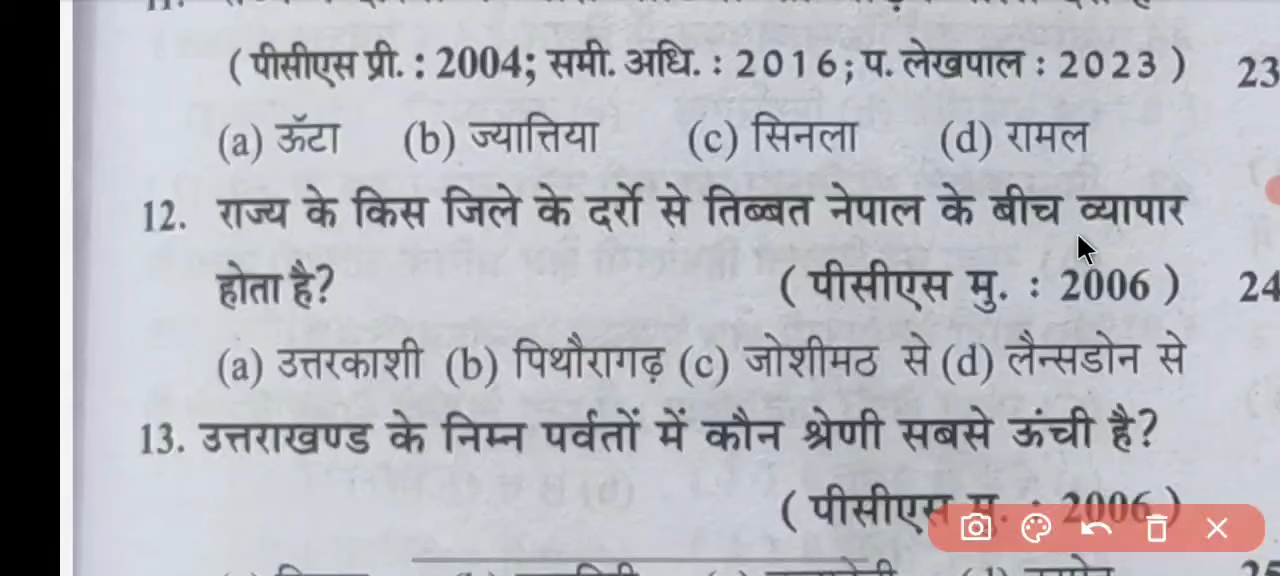 ( पीसीएस प्री. : 2004; समी. अधि. : 2016; प. लेखपाल : 2023 ) 23
(a) ऊँटा (b) ज्यात्तिया (c) सिनला (d) रामल
12. राज्य के किस जिले के दर्रो से तिब्बत नेपाल के बीच व्यापार
होता है? ( पीसीएस मु. : 2006 ) 24
(a) उत्तरकाशी (b) पिथौरागढ़ (c) जोशीमठ से (d) लैन्सडोन से
13. उत्तराखण्ड के निम्न पर्वतों में कौन श्रेणी सबसे ऊंची है?
( पीसीएस मु. : 2006 )